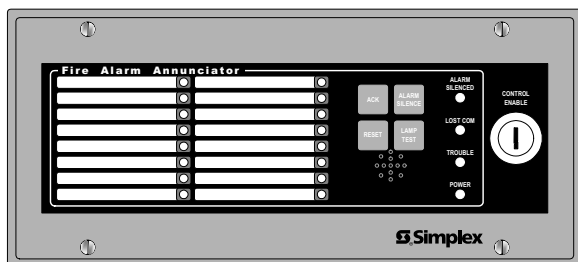 Fire Alarm Annunciator
ALARM
SILENCED
CONTROL
ENABLE
ACK
ALARM
SILENCE
LOST COM
RESET
LAMP
TEST
TROUBLE
POWER
Simplex